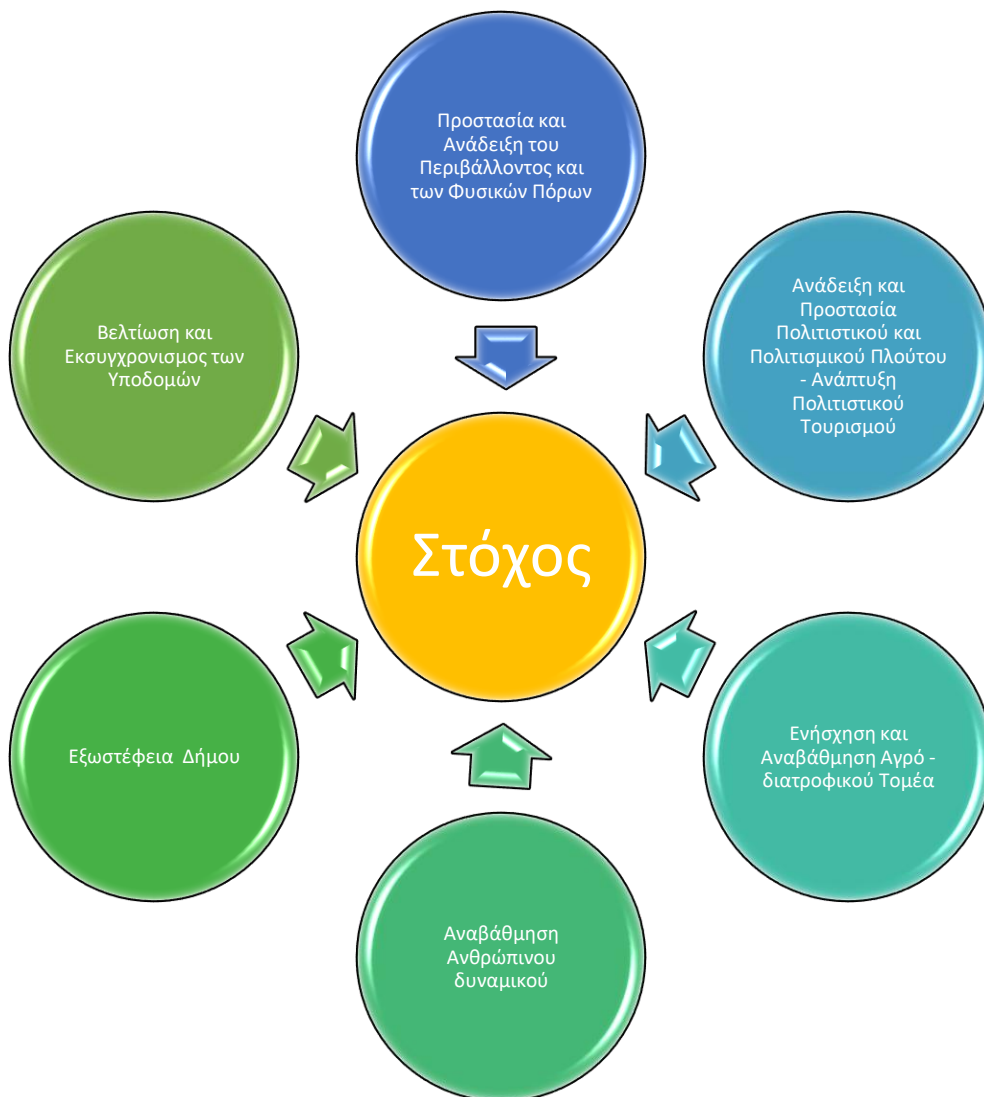 Προστασία και
Ανάδειξη του
Περιβάλλοντος και
των Φυσικών Πόρων
Ανάδειξη και
Προστασία
Πολιτιστικού και
Πολιτισμικού Πλούτου
- Ανάπτυξη
Πολιτιστικού
Τουρισμού
Ενήσχηση και
Αναβάθμηση Αγρό -
διατροφικού Τομέα
Αναβάθμηση
Ανθρώπινου
δυναμικού
Εξωστέφεια Δήμου
Βελτίωση και
Εκσυγχρονισμος των
Υποδομών
Στόχος